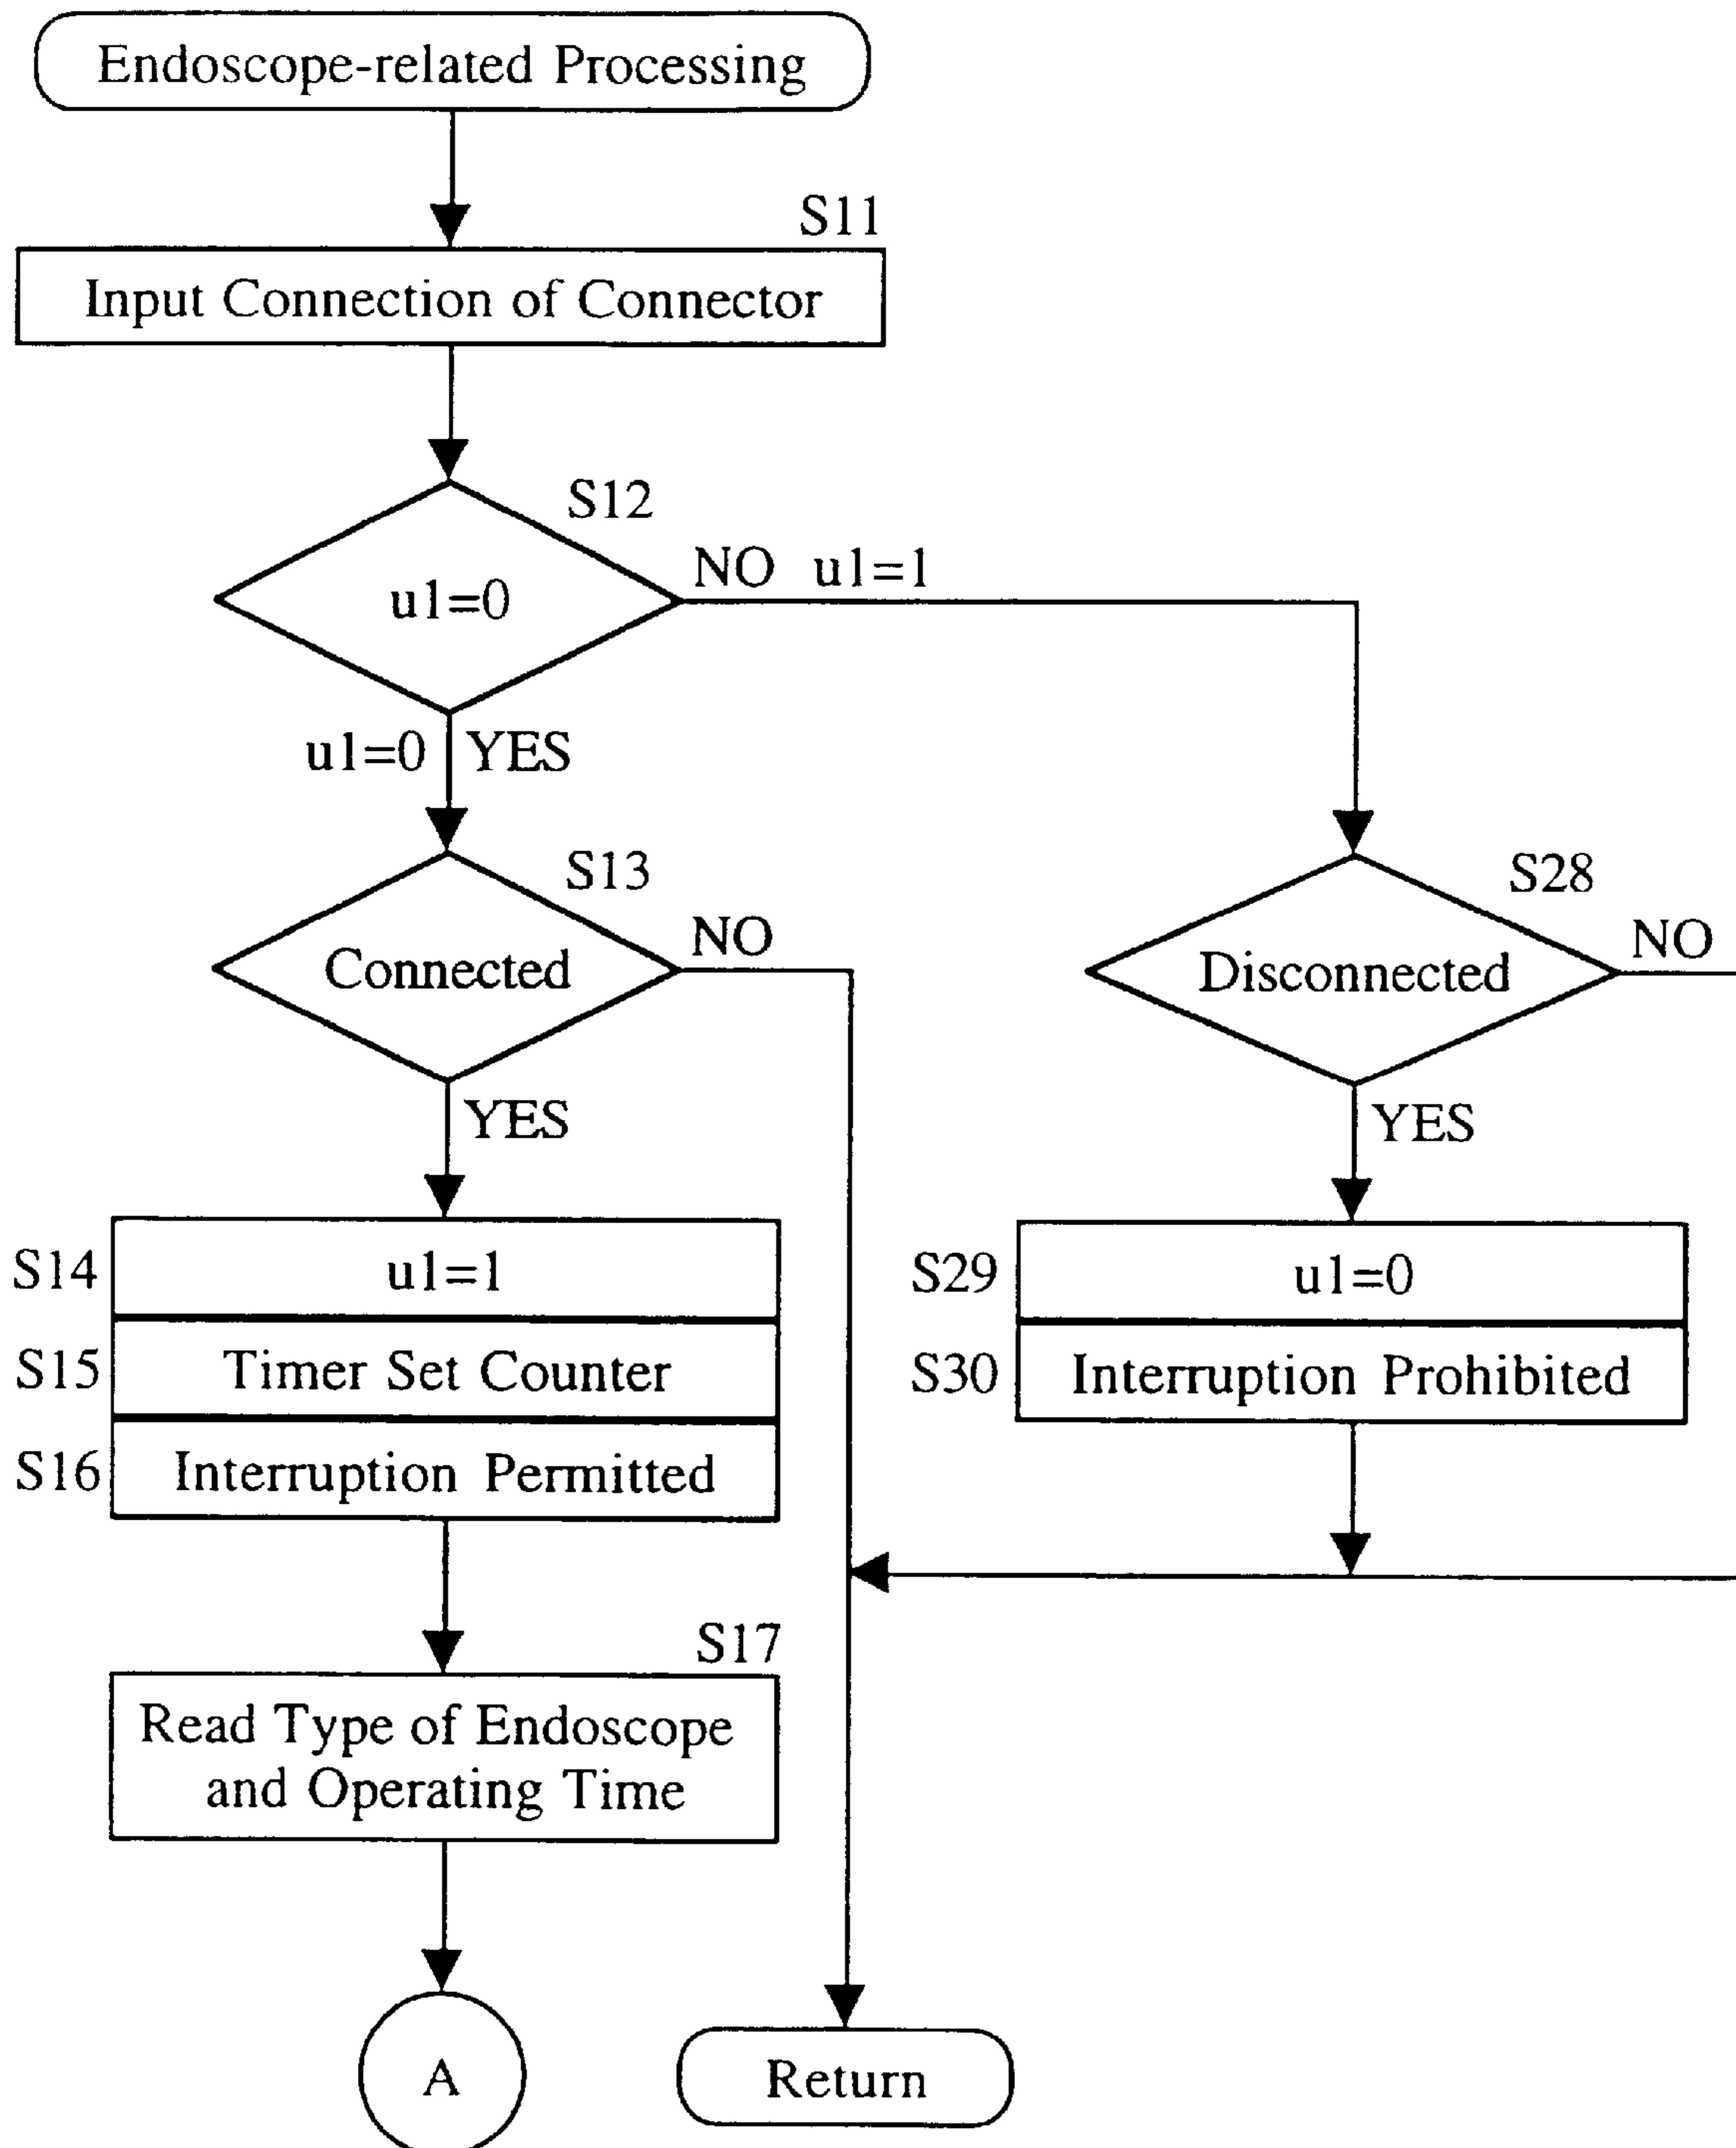 Endoscope-related Processing
S11
Input Connection of Connector
S12
u1=0
NO u1=1
u1=0 YES
S13
Connected
NO
YES
S28
Disconnected
NO
YES
S14 u1=1
S15 Timer Set Counter
S16 Interruption Permitted
S29 u1=0
S30 Interruption Prohibited
S17
Read Type of Endoscope
and Operating Time
A
Return